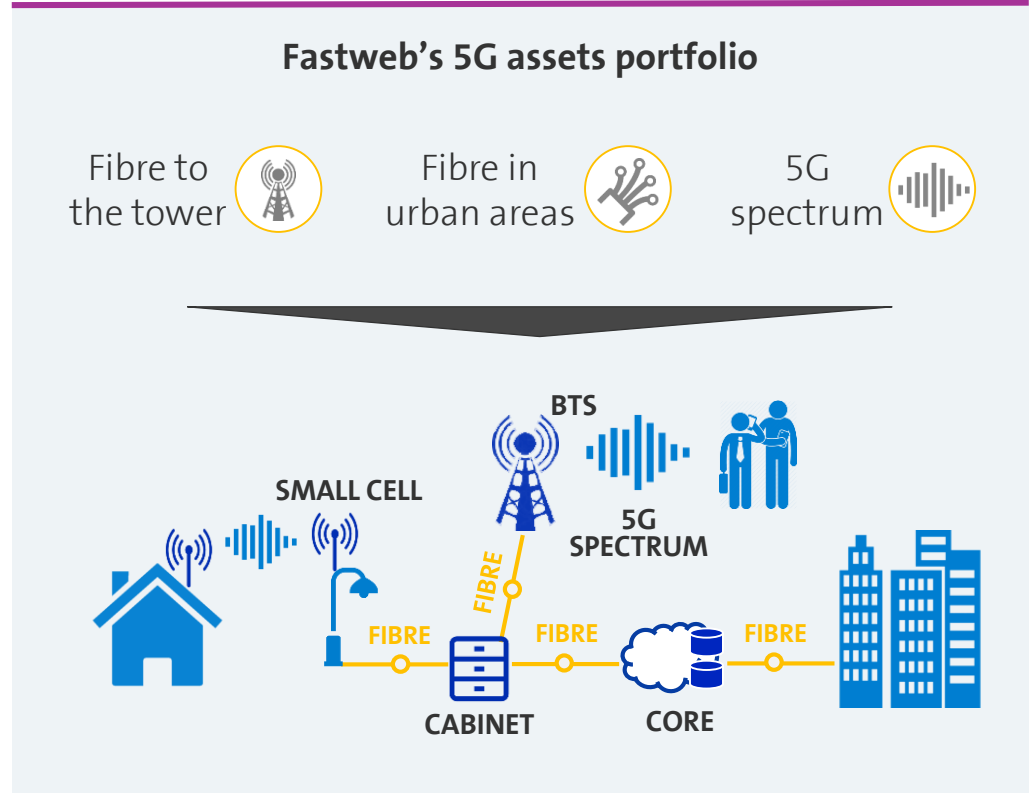 Fastweb's 5G assets portfolio
Fibre to
the tower
Fibre in
urban areas
5G
spectrum
BTS
SMALL CELL
5G
SPECTRUM
FIBRE
FIBRE
FIBRE
FIBRE
CABINET
CORE